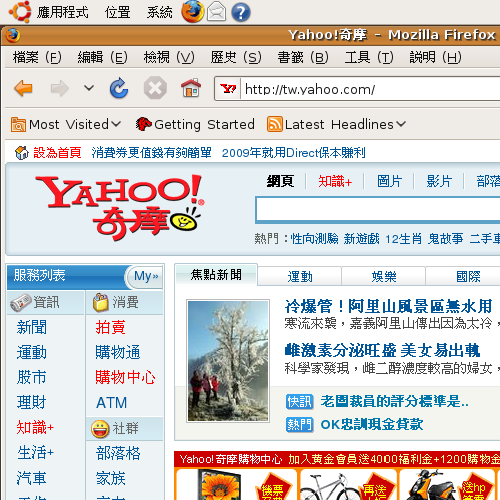 應用程式 位置 系統
Yahoo!奇摩 - Mozilla Firefox
檔案 (F) 編輯 (E) 檢視 (V) 歷史 (S) 書籤 (B) 工具 (T) 說明 (H)
http://tw.yahoo.com/
Most Visited Getting Started Latest Headlines
設為首頁 消費券更值錢有夠簡單 2009年就用Direct保本賺利
YAHOO!奇摩
網頁 知識+ 圖片 影片 部落
熱門：性向測驗 新遊戲 12生肖 鬼故事 二手車
服務列表 My»
資訊 消費
新聞 拍賣
運動 購物通
股市 購物中心
理財 ATM
知識+ 社群
生活+ 部落格
汽車 家族
焦點新聞 運動 娛樂 國際
冷爆管！阿里山風景區無水用
寒流來襲，嘉義阿里山傳出因為太冷，
雌激素分泌旺盛 美女易出軌
科學家發現，雌二醇濃度較高的婦女，
快訊 老闆裁員的評分標準是..
熱門 OK忠訓現金貸款
Yahoo!奇摩購物中心 加入黃金會員送4000福利金+1200購物金
機票 再送 送hp